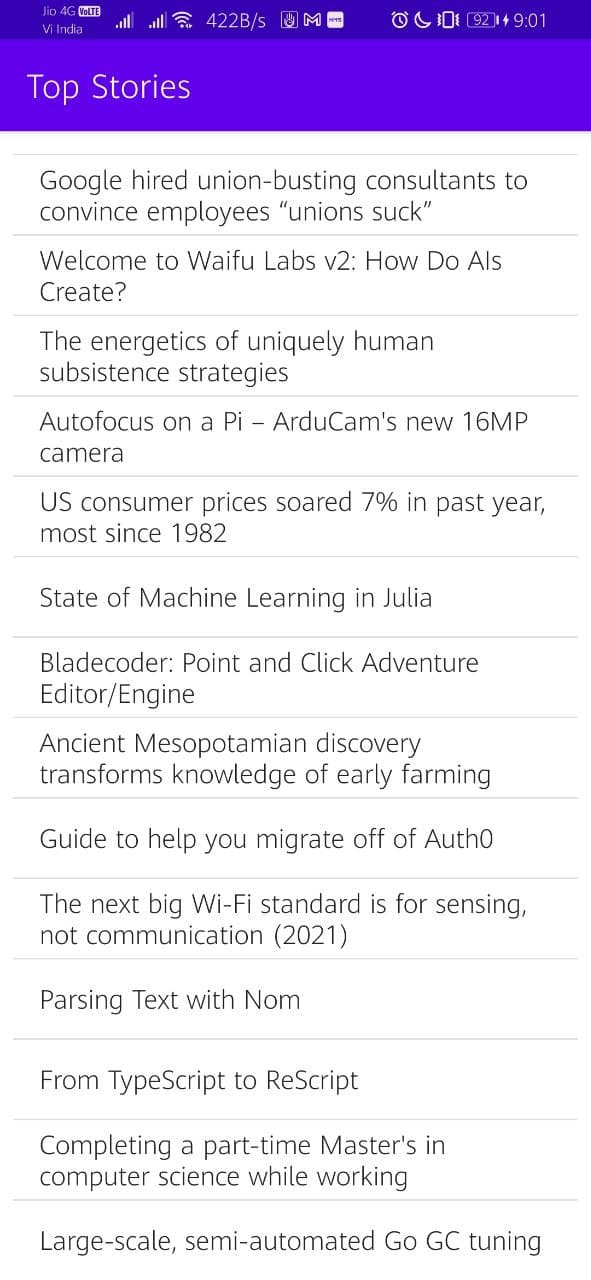 Jio 4G VoLTE
Vi India
422B/s
92
9:01
Top Stories
Google hired union-busting consultants to
convince employees “unions suck”
Welcome to Waifu Labs v2: How Do AIs
Create?
The energetics of uniquely human
subsistence strategies
Autofocus on a Pi – ArduCam's new 16MP
camera
US consumer prices soared 7% in past year,
most since 1982
State of Machine Learning in Julia
Bladecoder: Point and Click Adventure
Editor/Engine
Ancient Mesopotamian discovery
transforms knowledge of early farming
Guide to help you migrate off of Auth0
The next big Wi-Fi standard is for sensing,
not communication (2021)
Parsing Text with Nom
From TypeScript to ReScript
Completing a part-time Master's in
computer science while working
Large-scale, semi-automated Go GC tuning